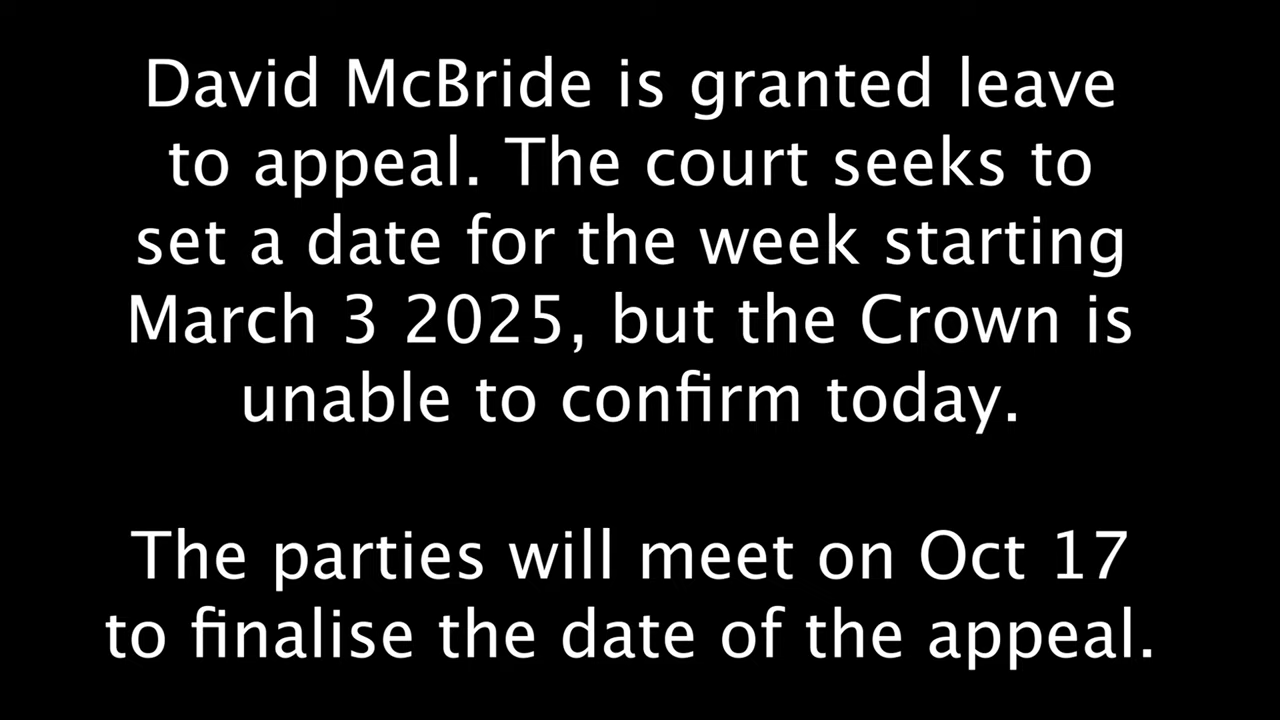 David McBride is granted leave
to appeal. The court seeks to
set a date for the week starting
March 3 2025, but the Crown is
unable to confirm today.
The parties will meet on Oct 17
to finalise the date of the appeal.